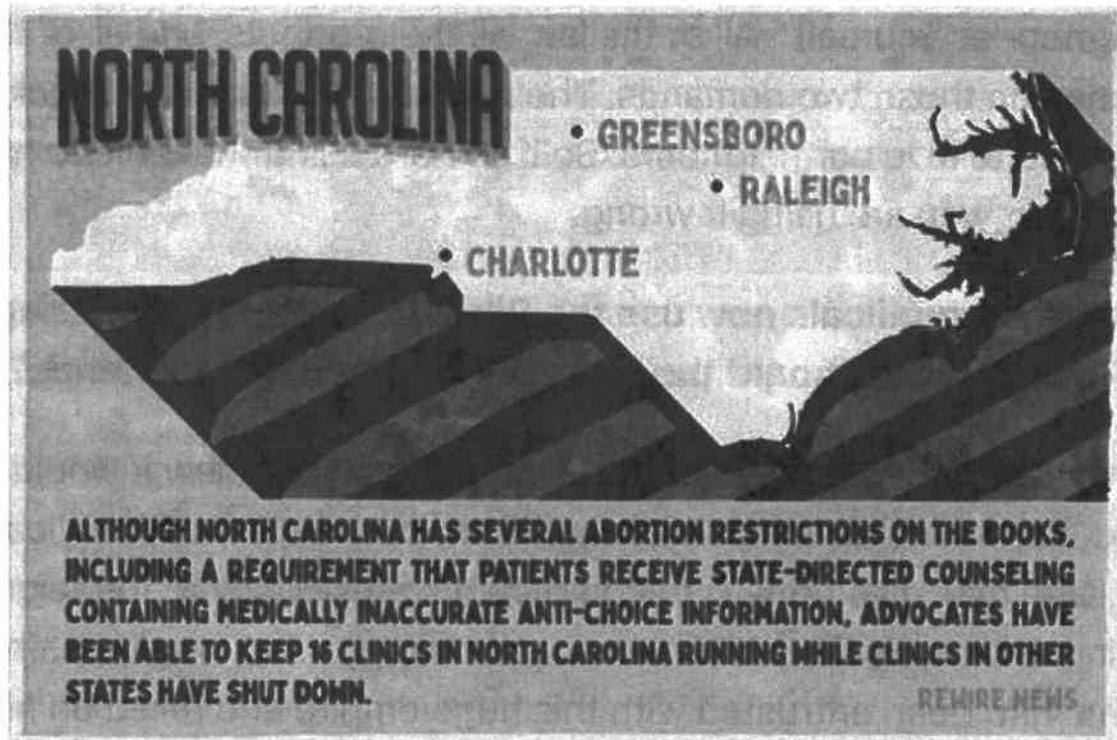 NORTH CAROLINA
GREENSBORO
RALEIGH
CHARLOTTE
ALTHOUGH NORTH CAROLINA HAS SEVERAL ABORTION RESTRICTIONS ON THE BOOKS,
INCLUDING A REQUIREMENT THAT PATIENTS RECEIVE STATE-DIRECTED COUNSELING
CONTAINING MEDICALLY INACCURATE ANTI-CHOICE INFORMATION, ADVOCATES HAVE
BEEN ABLE TO KEEP 16 CLINICS IN NORTH CAROLINA RUNNING WHILE CLINICS IN OTHER
STATES HAVE SHUT DOWN.
REWIRE.NEWS